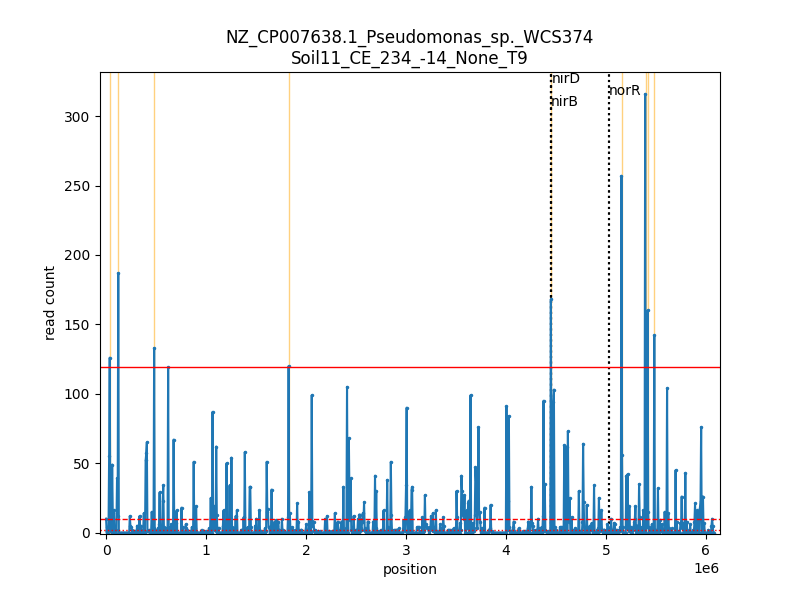 NZ_CP007638.1_Pseudomonas_sp._WCS374
Soil11_CE_234_-14_None_T9
nirD
norR
nirB
read count
300
250
200
150
100
50
0
0 1 2 3 4 5 6
1e6
position